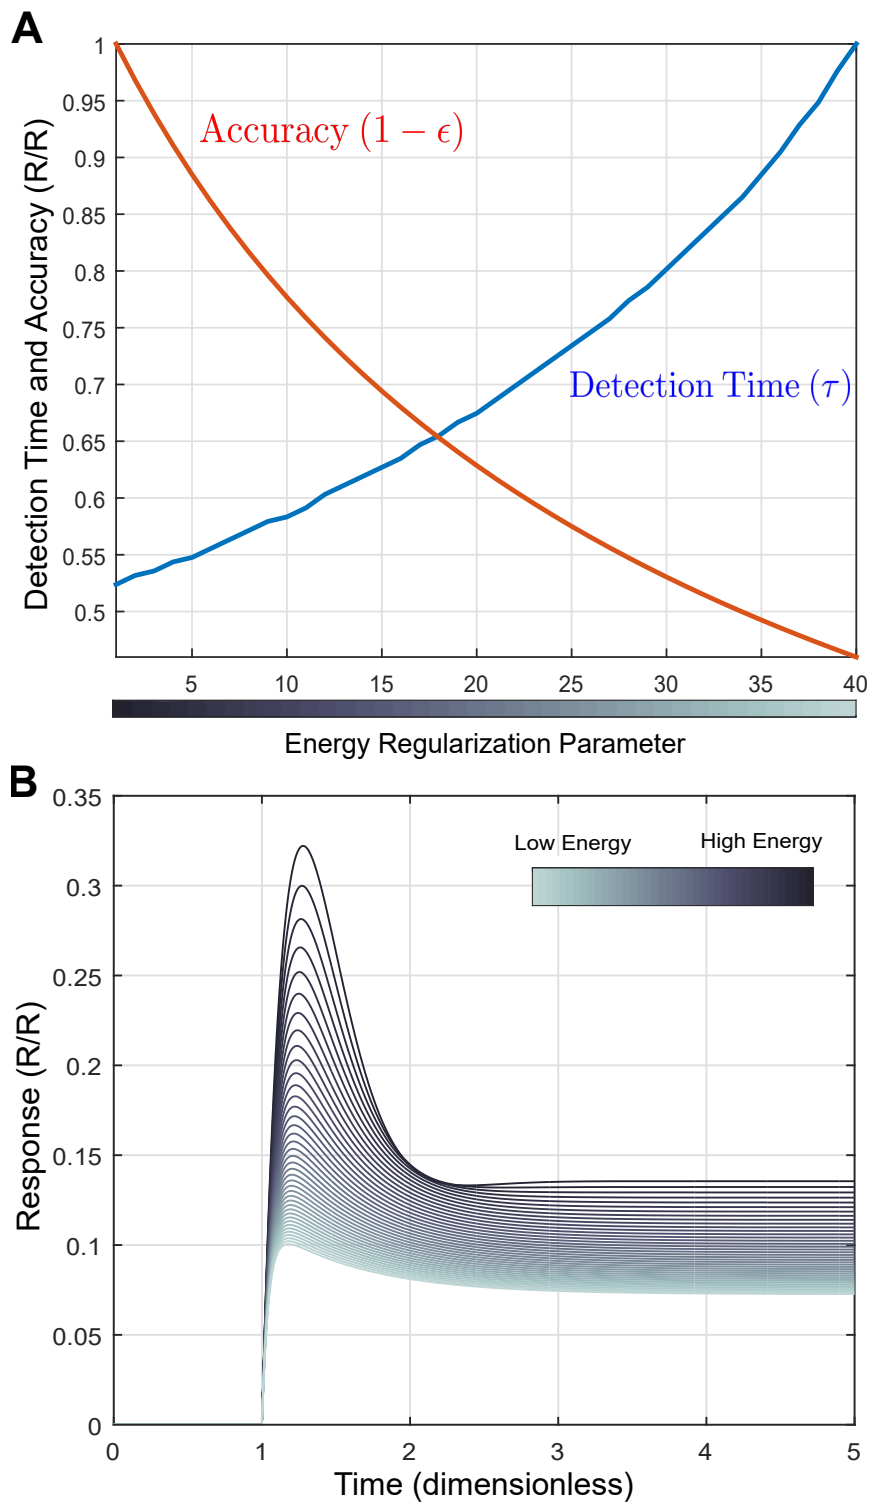 A
Detection Time and Accuracy (R/R)
1
0.95
0.9
0.85
0.8
0.75
0.7
0.65
0.6
0.55
0.5
Accuracy (1 − ϵ)
Detection Time (τ)
5 10 15 20 25 30 35 40
Energy Regularization Parameter
B
Response (R/R)
0.35
0.3
0.25
0.2
0.15
0.1
0.05
0
Low Energy High Energy
0 1 2 3 4 5
Time (dimensionless)